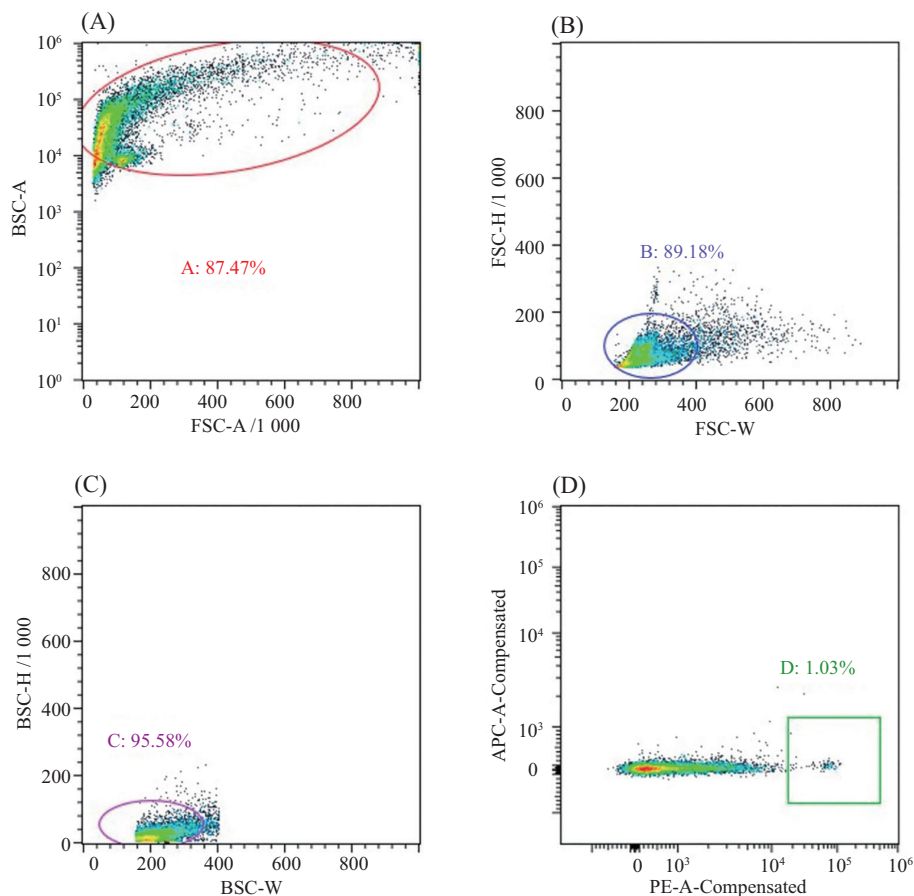 (A)
10⁶
10⁵
10⁴
10³
10²
10¹
10⁰
BSC-A
A: 87.47%
0 200 400 600 800
FSC-A /1 000
(B)
800
600
400
200
0
FSC-H /1 000
B: 89.18%
0 200 400 600 800
FSC-W
(C)
800
600
400
200
0
BSC-H /1 000
C: 95.58%
0 200 400 600 800
BSC-W
(D)
10⁶
10⁵
10⁴
10³
0
APC-A-Compensated
D: 1.03%
0 10³ 10⁴ 10⁵ 10⁶
PE-A-Compensated